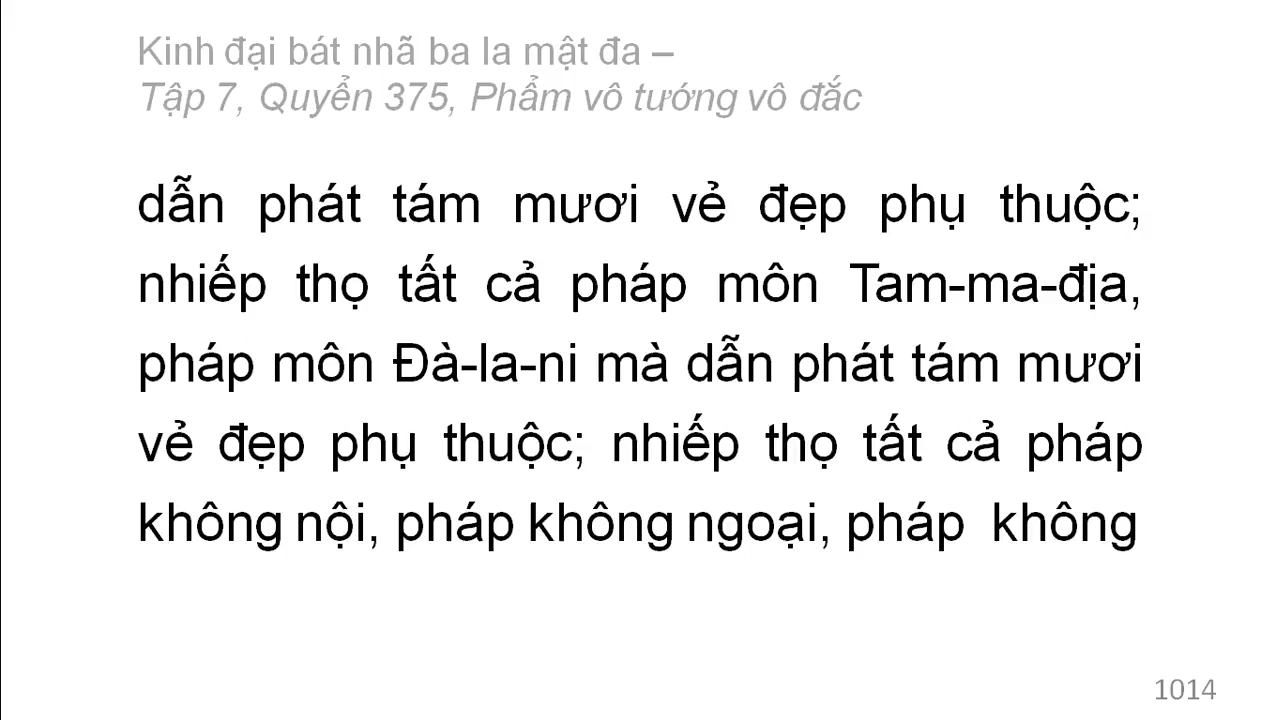 Kinh đại bát nhã ba la mật đa –
Tập 7, Quyển 375, Phẩm vô tướng vô đắc
dẫn phát tám mươi vẻ đẹp phụ thuộc;
nhiếp thọ tất cả pháp môn Tam-ma-địa,
pháp môn Đà-la-ni mà dẫn phát tám mươi
vẻ đẹp phụ thuộc; nhiếp thọ tất cả pháp
không nội, pháp không ngoại, pháp không
1014